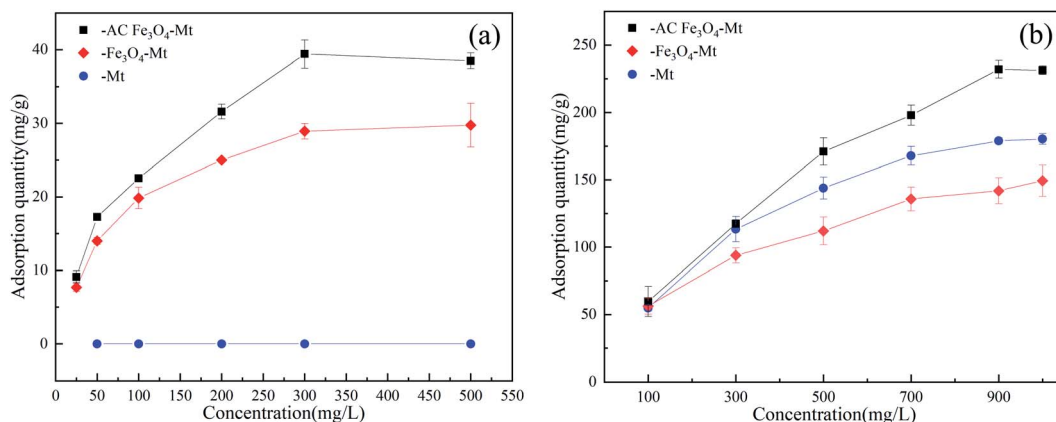 (a)
-AC Fe₃O₄-Mt
-Fe₃O₄-Mt
-Mt
Adsorption quantity(mg/g)
40
30
20
10
0
0 50 100 150 200 250 300 350 400 450 500 550
Concentration(mg/L)
(b)
-AC Fe₃O₄-Mt
-Fe₃O₄-Mt
-Mt
Adsorption quantity(mg/g)
250
200
150
100
50
0
100 300 500 700 900
Concentration(mg/L)